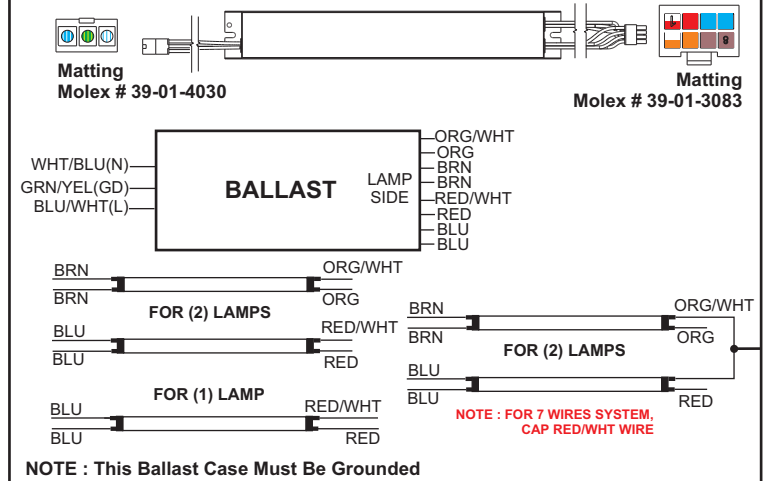 Matting
Molex # 39-01-4030
Matting
Molex # 39-01-3083
WHT/BLU(N)
GRN/YEL(GD)
BLU/WHT(L)
BALLAST
LAMP
SIDE
ORG/WHT
ORG
BRN
BRN
RED/WHT
RED
BLU
BLU
BRN
ORG/WHT
BRN
ORG
FOR (2) LAMPS
BLU
RED/WHT
BLU
RED
FOR (1) LAMP
BLU
RED/WHT
BLU
RED
BRN
ORG/WHT
BRN
ORG
FOR (2) LAMPS
BLU
BLU
RED
NOTE : FOR 7 WIRES SYSTEM,
CAP RED/WHT WIRE
NOTE : This Ballast Case Must Be Grounded